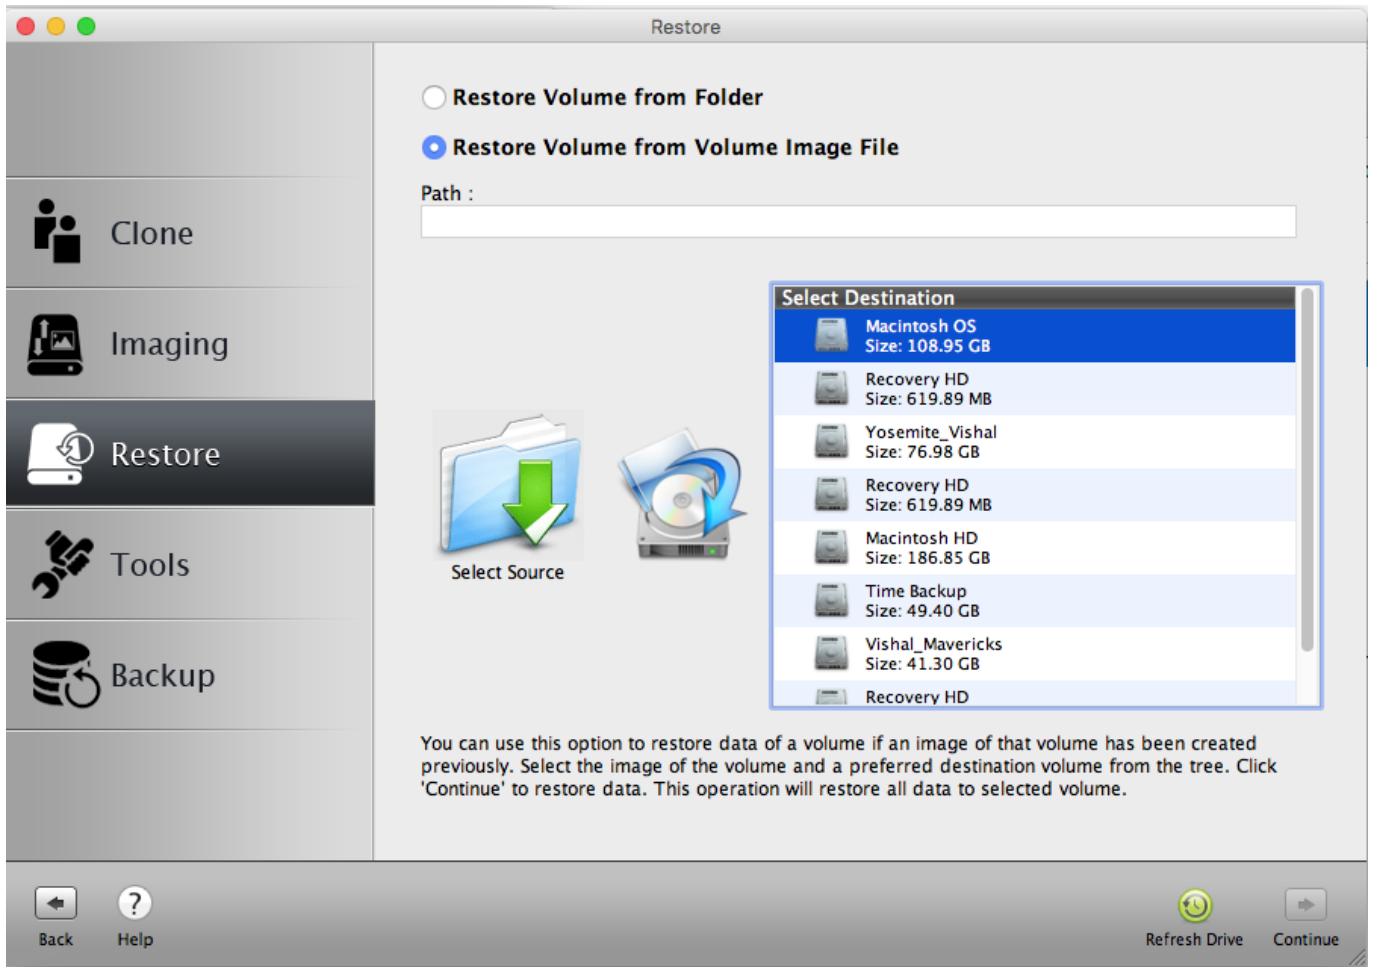 Restore
Restore Volume from Folder
Restore Volume from Volume Image File
Path :
Clone
Imaging
Restore
Tools
Backup
Select Source
Select Destination
Macintosh OS
Size: 108.95 GB
Recovery HD
Size: 619.89 MB
Yosemite_Vishal
Size: 76.98 GB
Recovery HD
Size: 619.89 MB
Macintosh HD
Size: 186.85 GB
Time Backup
Size: 49.40 GB
Vishal_Mavericks
Size: 41.30 GB
Recovery HD
You can use this option to restore data of a volume if an image of that volume has been created
previously. Select the image of the volume and a preferred destination volume from the tree. Click
'Continue' to restore data. This operation will restore all data to selected volume.
Back
? Help
Refresh Drive
Continue